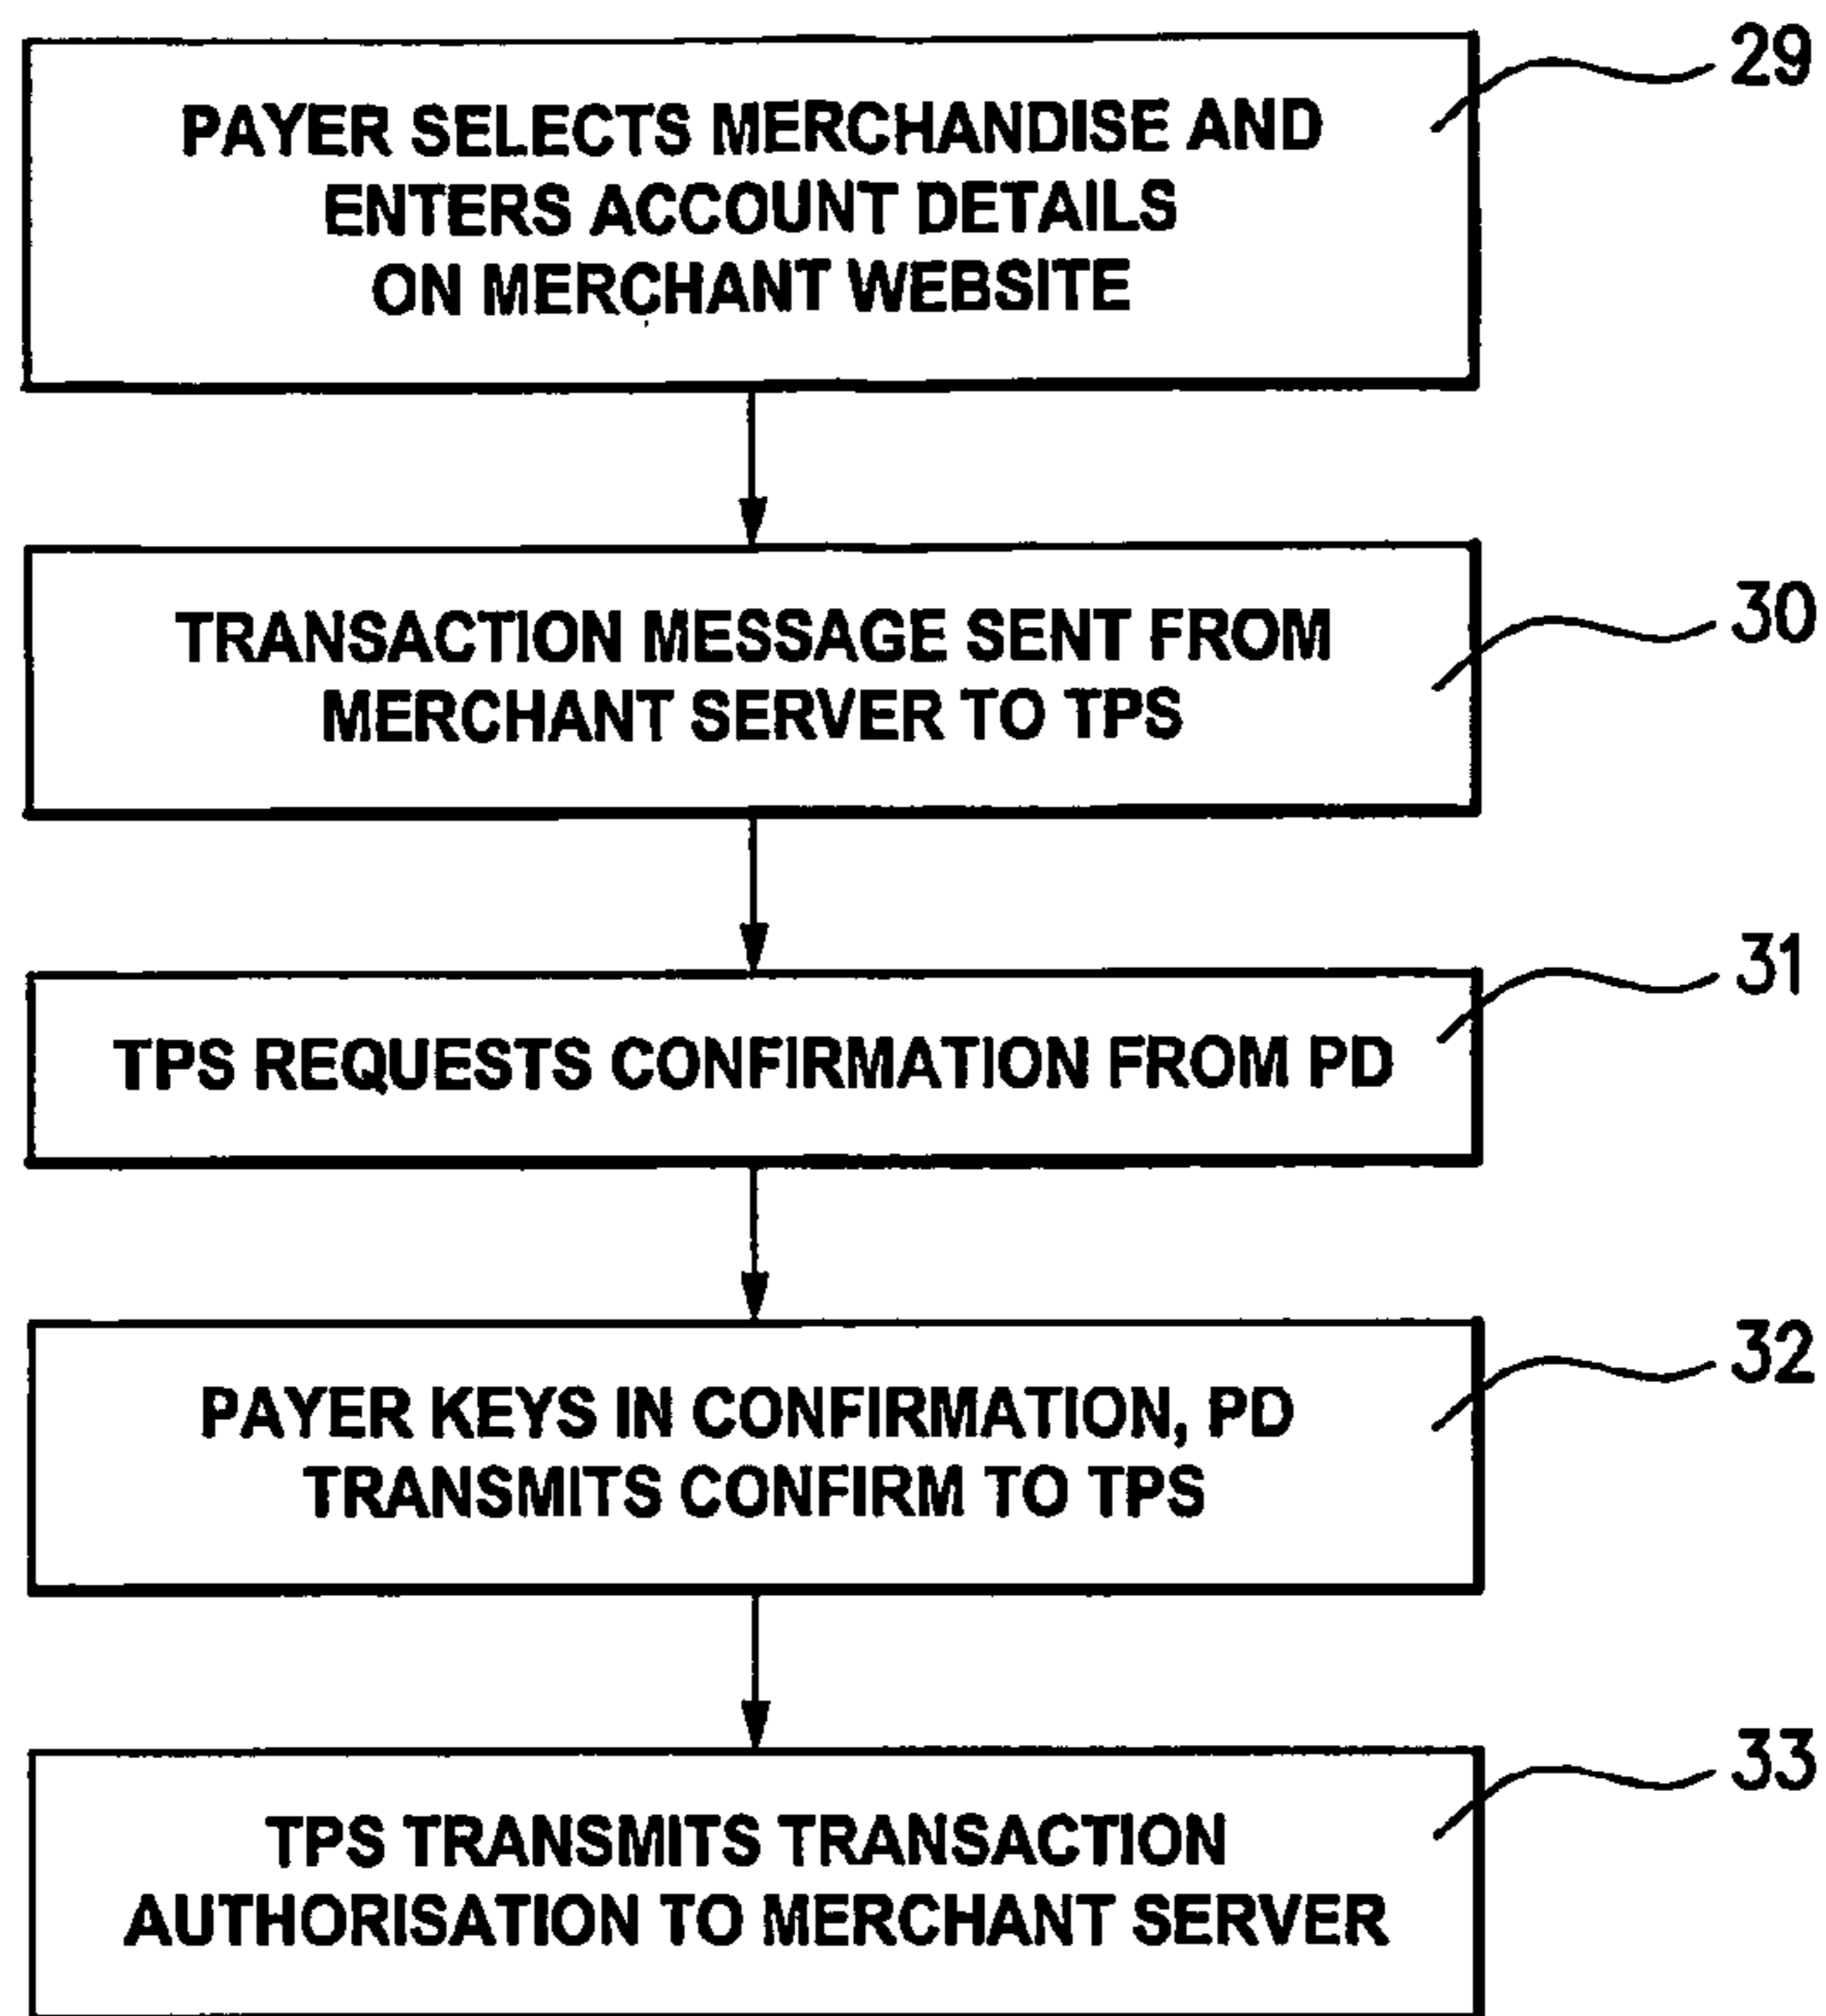 29
PAYER SELECTS MERCHANDISE AND
ENTERS ACCOUNT DETAILS
ON MERCHANT WEBSITE
30
TRANSACTION MESSAGE SENT FROM
MERCHANT SERVER TO TPS
31
TPS REQUESTS CONFIRMATION FROM PD
32
PAYER KEYS IN CONFIRMATION, PD
TRANSMITS CONFIRM TO TPS
33
TPS TRANSMITS TRANSACTION
AUTHORISATION TO MERCHANT SERVER